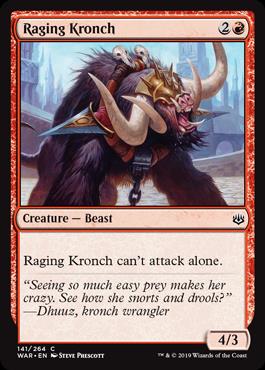 Raging Kronch 2
Creature — Beast
Raging Kronch can't attack alone.
“Seeing so much easy prey makes her
crazy. See how she snorts and drools?”
—Dhuuz, kronch wrangler
4/3
141/264 C
WAR • EN Steve Prescott ™ & © 2019 Wizards of the Coast